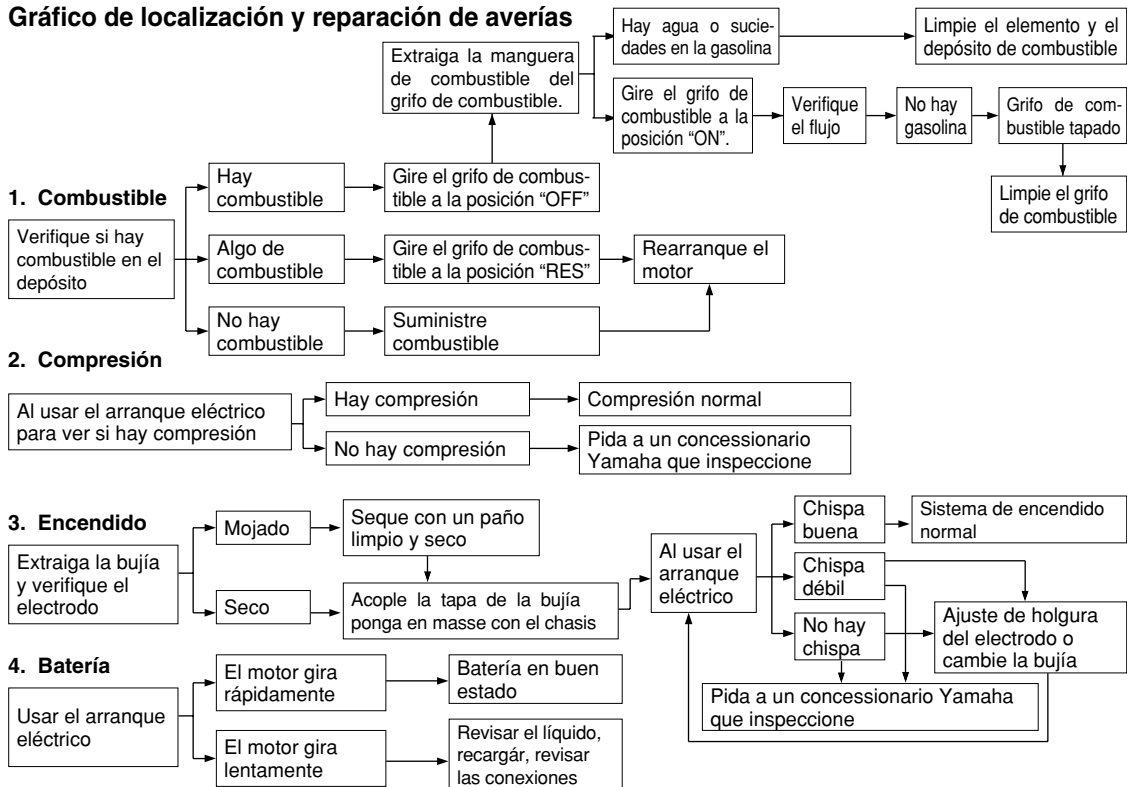 Gráfico de localización y reparación de averías
Extraiga la manguera
de combustible del
grifo de combustible.
Hay agua o sucie-
dades en la gasolina
Limpie el elemento y el
depósito de combustible
Gire el grifo de
combustible a la
posición “ON”.
Verifique
el flujo
No hay
gasolina
Grifo de com-
bustible tapado
Limpie el grifo
de combustible
1. Combustible
Verifique si hay
combustible en el
depósito
Hay
combustible
Gire el grifo de combus-
tible a la posición “OFF”
Algo de
combustible
Gire el grifo de combus-
tible a la posición “RES”
Rearranque el
motor
No hay
combustible
Suministre
combustible
2. Compresión
Al usar el arranque eléctrico
para ver si hay compresión
Hay compresión
Compresión normal
No hay compresión
Pida a un concessionario
Yamaha que inspeccione
3. Encendido
Extraiga la bujía
y verifique el
electrodo
Mojado
Seque con un paño
limpio y seco
Seco
Acople la tapa de la bujía
ponga en masse con el chasis
Al usar el
arranque
eléctrico
Chispa
buena
Sistema de encendido
normal
Chispa
débil
No hay
chispa
Ajuste de holgura
del electrodo o
cambie la bujía
Pida a un concessionario Yamaha
que inspeccione
4. Batería
Usar el arranque
eléctrico
El motor gira
rápidamente
Batería en buen
estado
El motor gira
lentamente
Revisar el líquido,
recargár, revisar
las conexiones